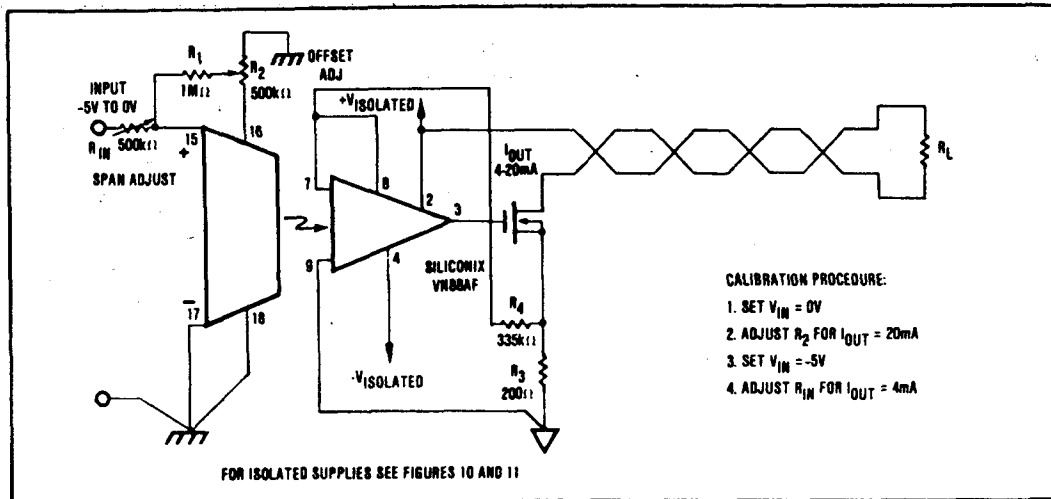 R1
1MΩ
R2
500kΩ
OFFSET
ADJ
INPUT
-5V TO 0V
RIN
500kΩ
SPAN ADJUST
15
+
16
17
−
18
+VISOLATED
7
8
2
3
9
4
-VISOLATED
IOUT
4-20mA
SILICONIX
VN88AF
R4
335kΩ
R3
200Ω
RL
CALIBRATION PROCEDURE:
1. SET VIN = 0V
2. ADJUST R2 FOR IOUT = 20mA
3. SET VIN = -5V
4. ADJUST RIN FOR IOUT = 4mA
FOR ISOLATED SUPPLIES SEE FIGURES 10 AND 11